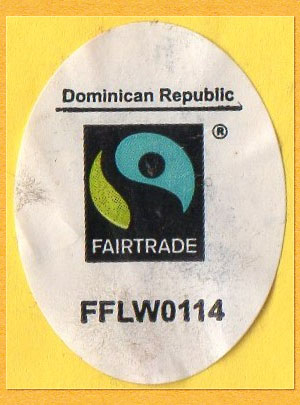 Dominican Republic
®
FAIRTRADE
FFLW0114